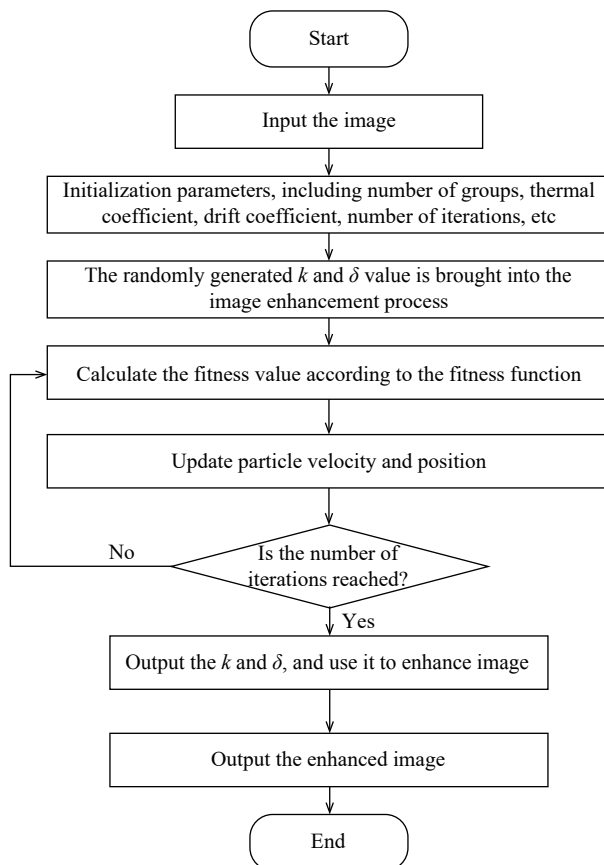 Start
Input the image
Initialization parameters, including number of groups, thermal
coefficient, drift coefficient, number of iterations, etc
The randomly generated k and δ value is brought into the
image enhancement process
Calculate the fitness value according to the fitness function
Update particle velocity and position
No
Is the number of
iterations reached?
Yes
Output the k and δ, and use it to enhance image
Output the enhanced image
End